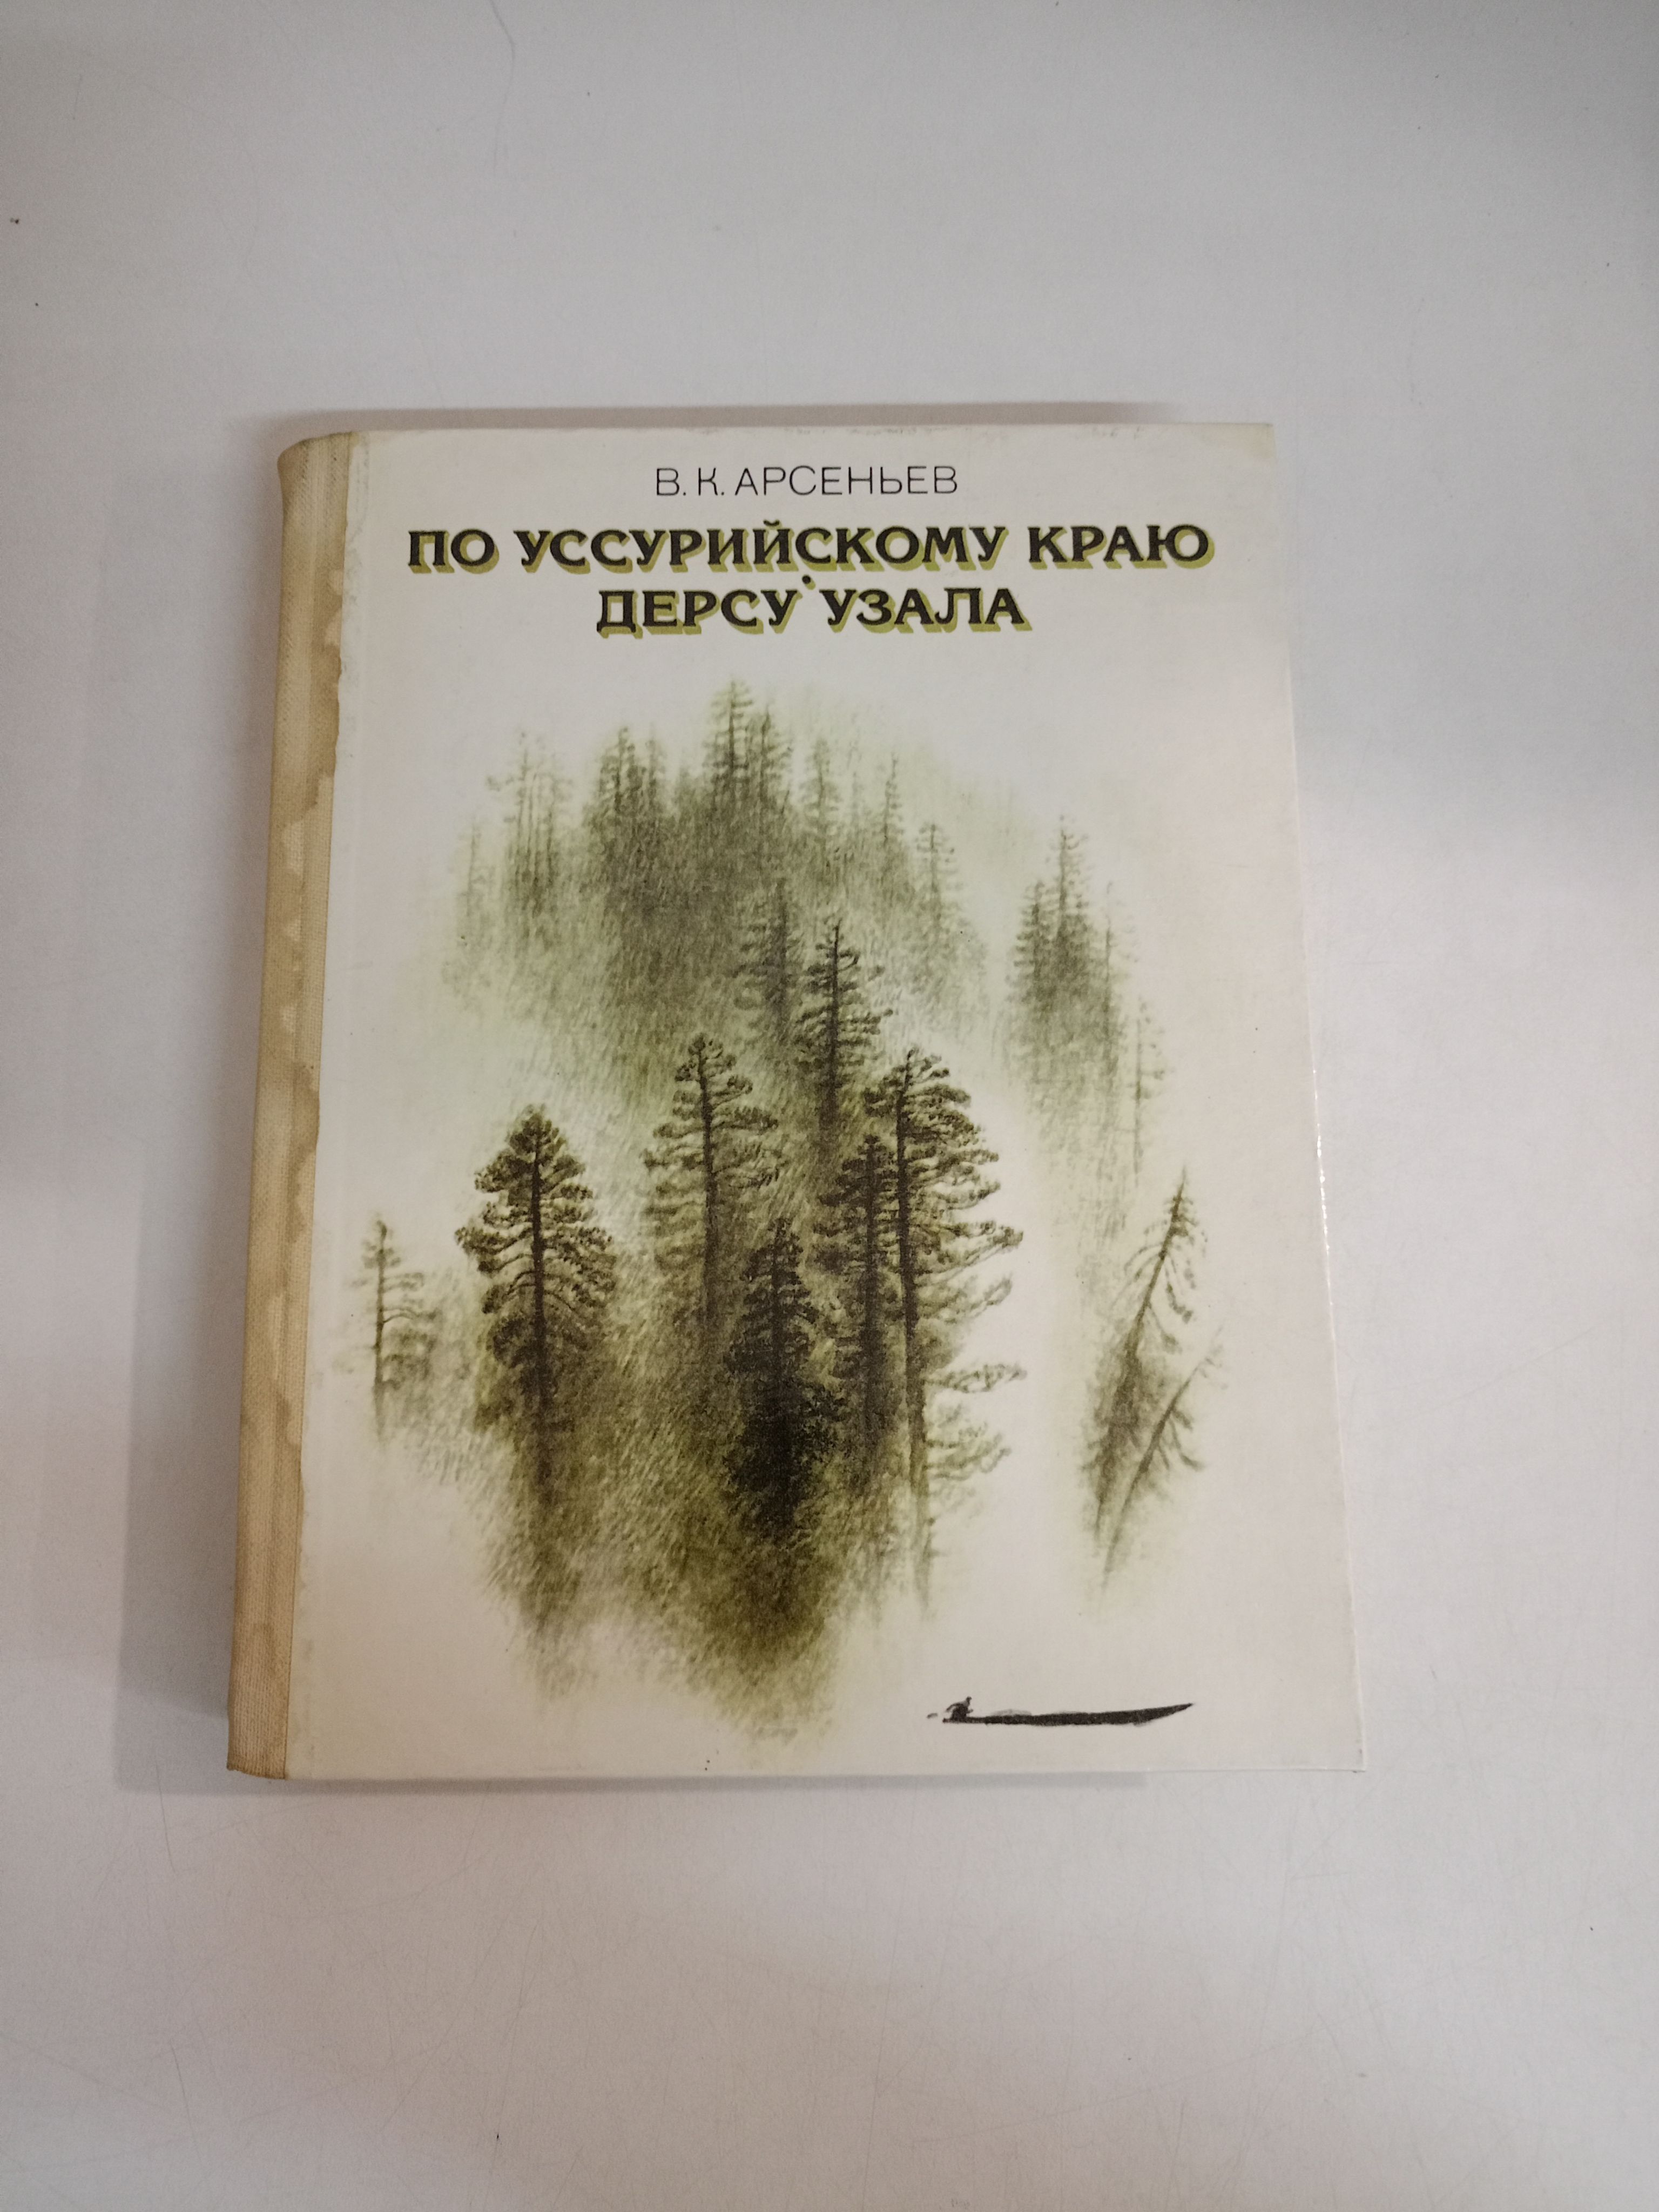 В. К. АРСЕНЬЕВ
ПО УССУРИЙСКОМУ КРАЮ
ДЕРСУ УЗАЛА